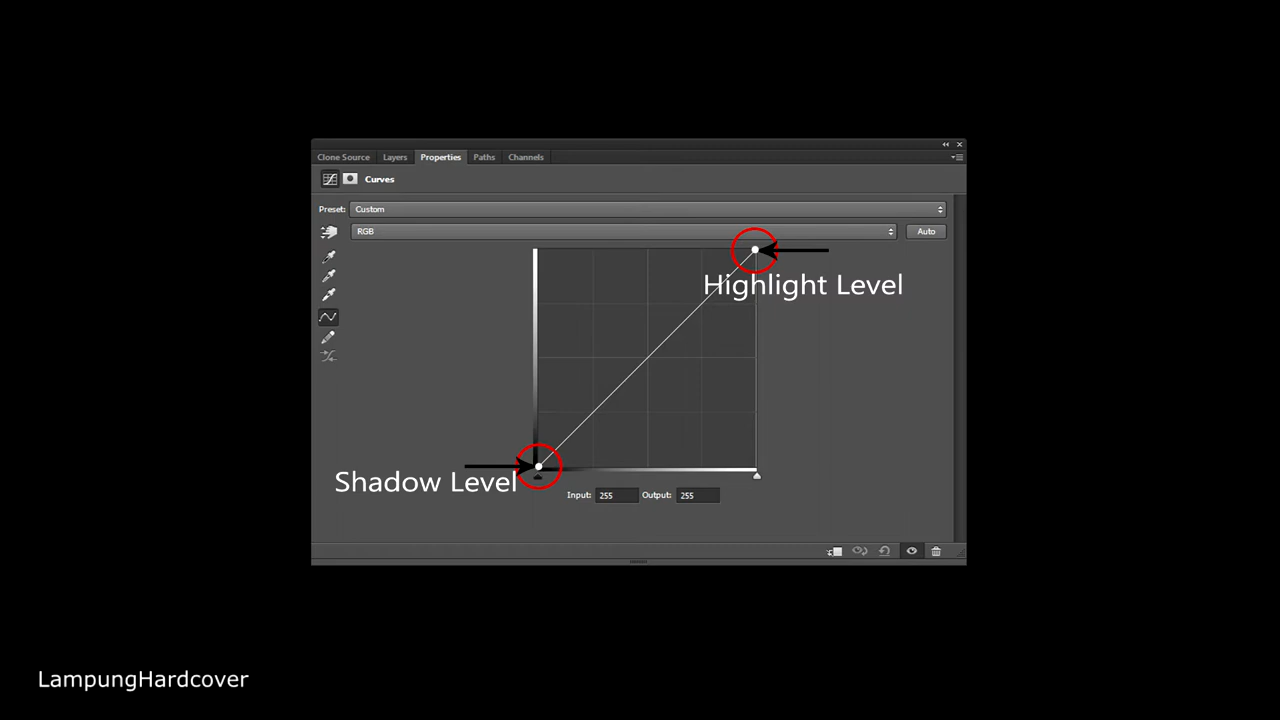 Clone Source Layers Properties Paths Channels
Curves
Preset: Custom
RGB Auto
Highlight Level
Shadow Level
Input: 255 Output: 255
LampungHardcover